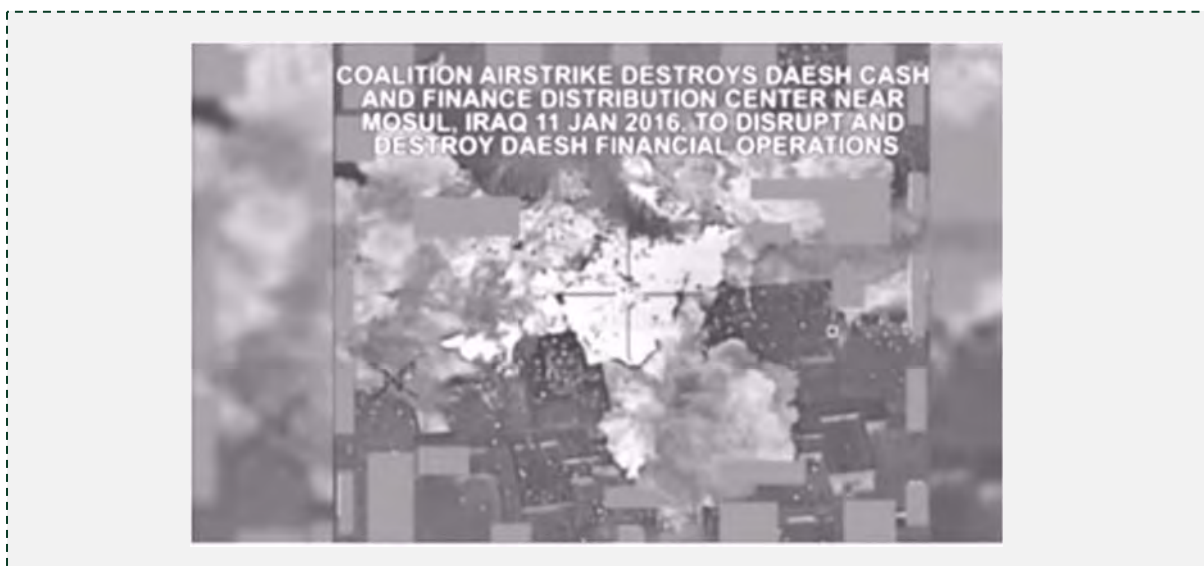 COALITION AIRSTRIKE DESTROYS DAESH CASH
AND FINANCE DISTRIBUTION CENTER NEAR
MOSUL, IRAQ 11 JAN 2016. TO DISRUPT AND
DESTROY DAESH FINANCIAL OPERATIONS